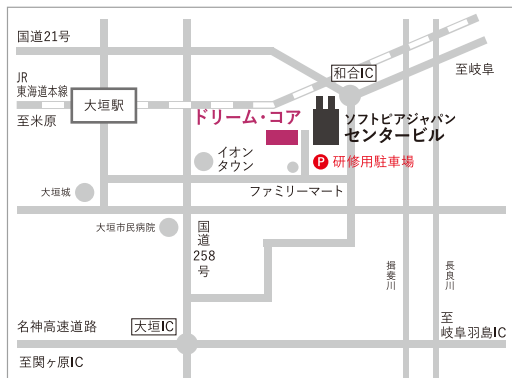 国道21号
和合IC
至岐阜
JR
東海道本線
大垣駅
至米原
ドリーム・コア
ソフトピアジャパン
センタービル
P 研修用駐車場
イオン
タウン
ファミリーマート
大垣城
大垣市民病院
国道258号
揖斐川
長良川
名神高速道路
大垣IC
至
岐阜羽島IC
至関ヶ原IC